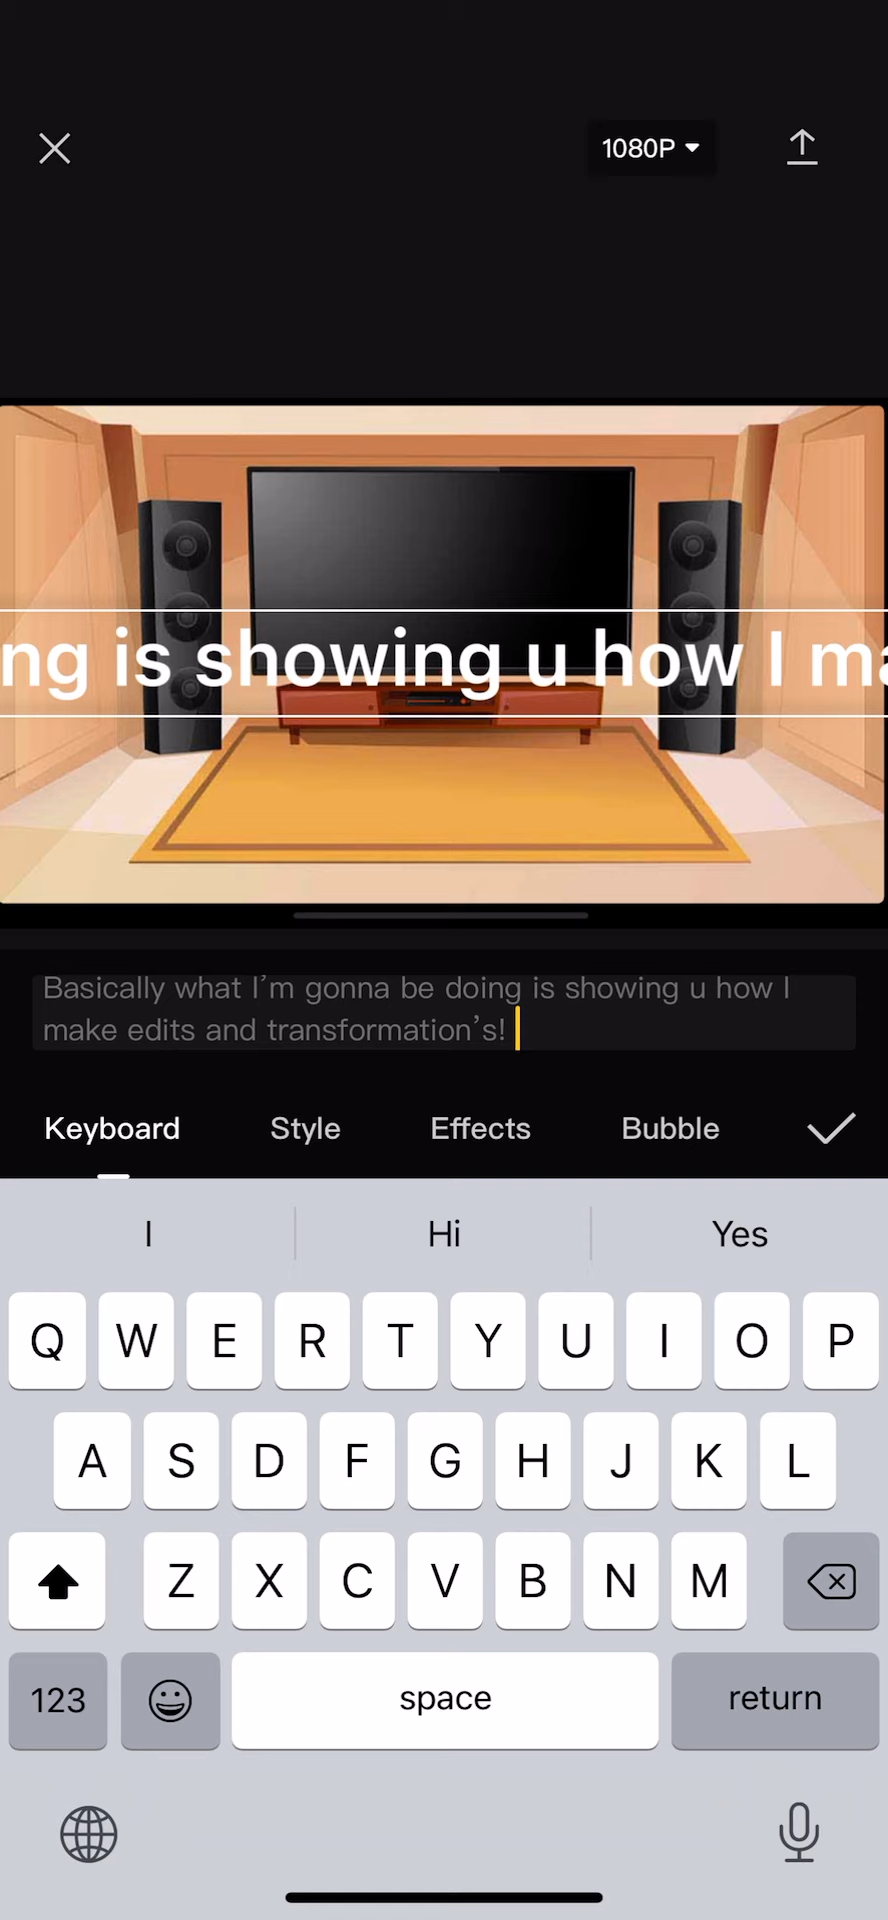 1080P
ng is showing u how I ma
Basically what I’m gonna be doing is showing u how I
make edits and transformation’s!
Keyboard Style Effects Bubble
I Hi Yes
Q W E R T Y U I O P
A S D F G H J K L
Z X C V B N M
123 space return